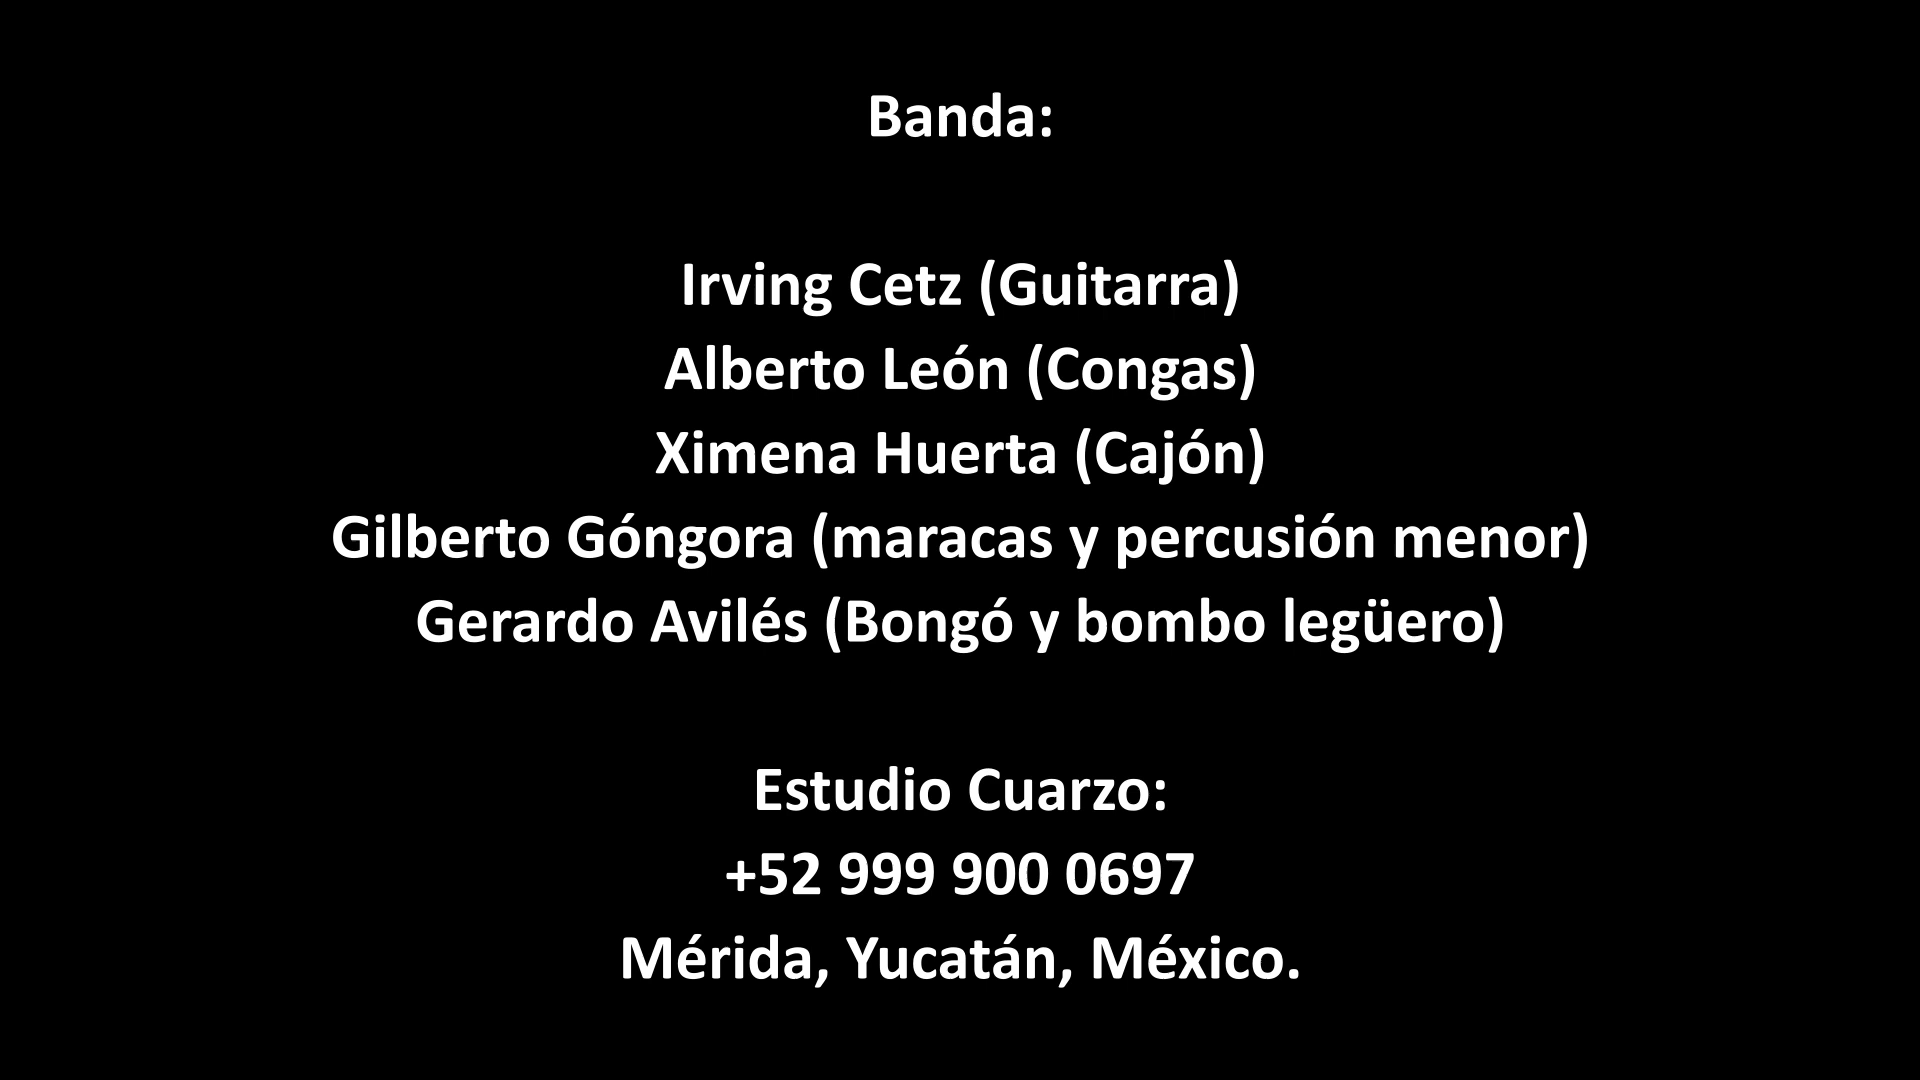 Banda:
Irving Cetz (Guitarra)
Alberto León (Congas)
Ximena Huerta (Cajón)
Gilberto Góngora (maracas y percusión menor)
Gerardo Avilés (Bongó y bombo legüero)
Estudio Cuarzo:
+52 999 900 0697
Mérida, Yucatán, México.